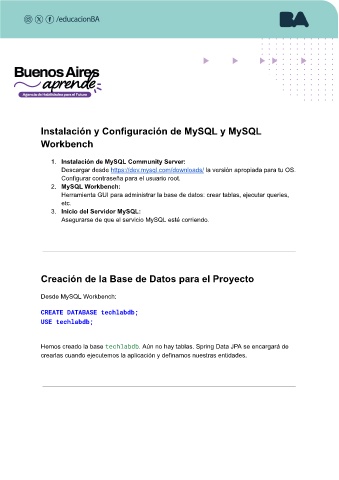 /educacionBA
BA
Buenos Aires
aprende
Agencia de Habilidades para el Futuro
Instalación y Configuración de MySQL y MySQL
Workbench
1. Instalación de MySQL Community Server:
Descargar desde https://dev.mysql.com/downloads/ la versión apropiada para tu OS.
Configurar contraseña para el usuario root.
2. MySQL Workbench:
Herramienta GUI para administrar la base de datos: crear tablas, ejecutar queries,
etc.
3. Inicio del Servidor MySQL:
Asegurarse de que el servicio MySQL esté corriendo.
Creación de la Base de Datos para el Proyecto
Desde MySQL Workbench:
CREATE DATABASE techlabdb;
USE techlabdb;
Hemos creado la base techlabdb. Aún no hay tablas. Spring Data JPA se encargará de
crearlas cuando ejecutemos la aplicación y definamos nuestras entidades.